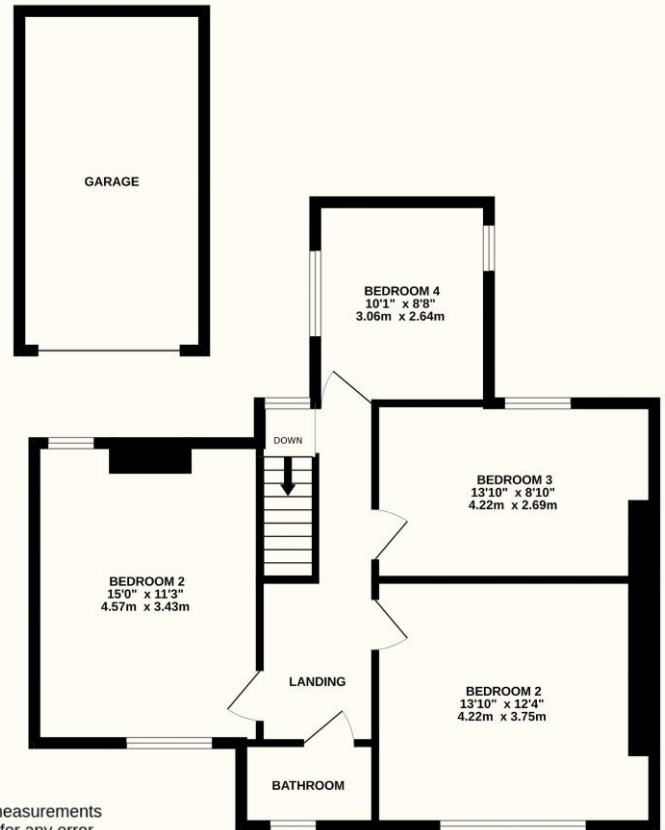 GARAGE
BEDROOM 4
10'1" x 8'8"
3.06m x 2.64m
DOWN
BEDROOM 3
13'10" x 8'10"
4.22m x 2.69m
BEDROOM 2
15'0" x 11'3"
4.57m x 3.43m
LANDING
BEDROOM 2
13'10" x 12'4"
4.22m x 3.75m
BATHROOM
measurements
for any error